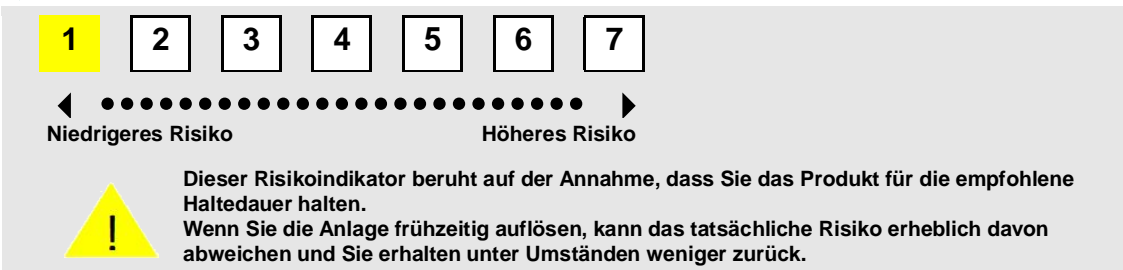 1 2 3 4 5 6 7
Niedrigeres Risiko Höheres Risiko
Dieser Risikoindikator beruht auf der Annahme, dass Sie das Produkt für die empfohlene
Haltedauer halten.
Wenn Sie die Anlage frühzeitig auflösen, kann das tatsächliche Risiko erheblich davon
abweichen und Sie erhalten unter Umständen weniger zurück.
!